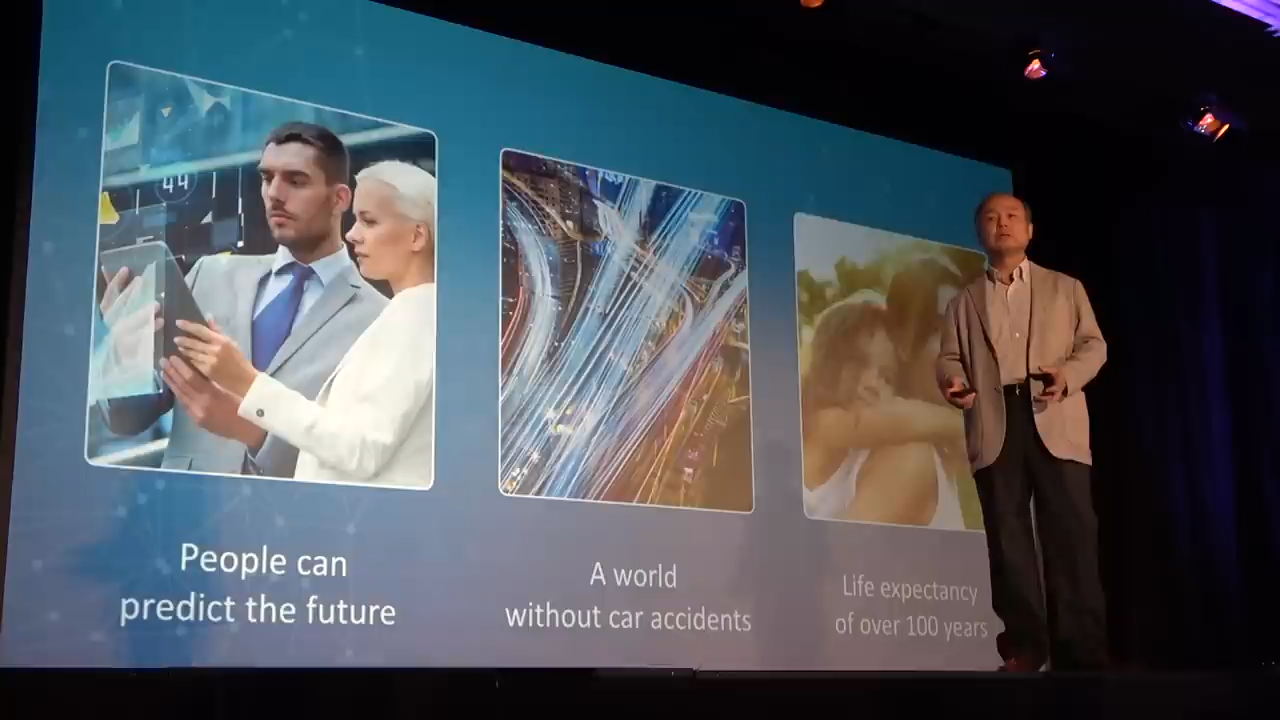 44
People can
predict the future
A world
without car accidents
Life expectancy
of over 100 years